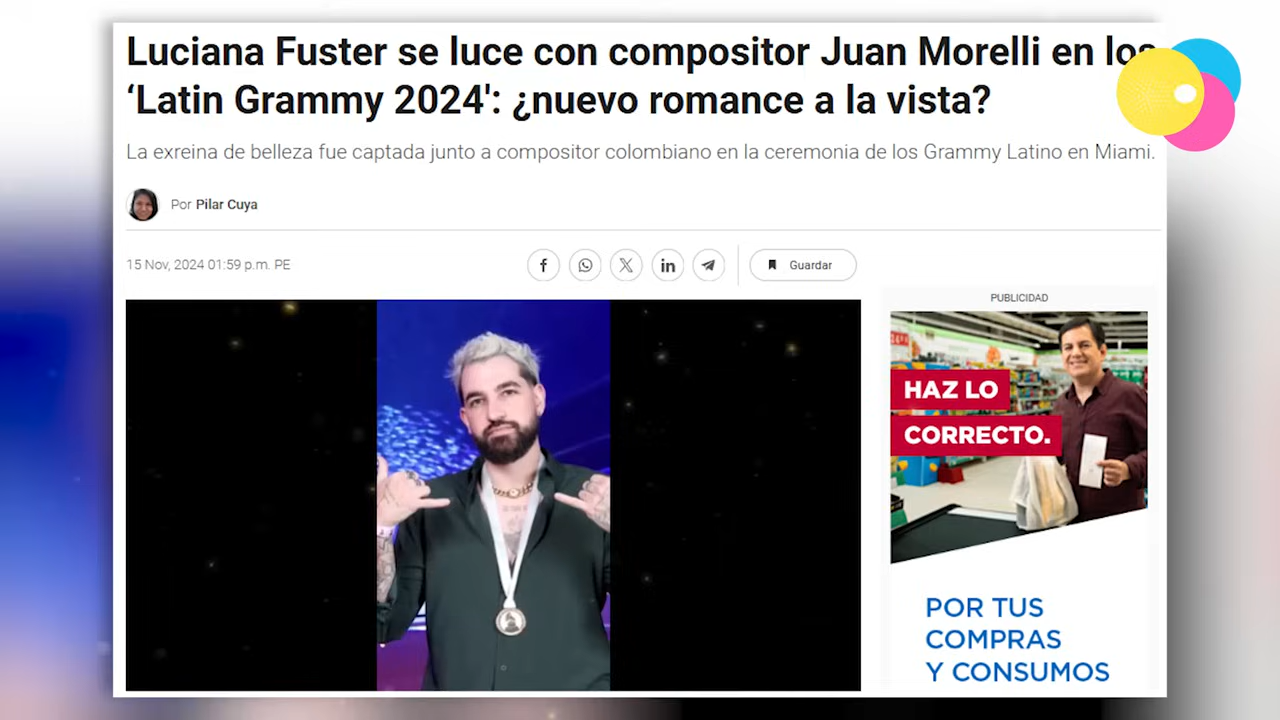 Luciana Fuster se luce con compositor Juan Morelli en los
‘Latin Grammy 2024': ¿nuevo romance a la vista?
La exreina de belleza fue captada junto a compositor colombiano en la ceremonia de los Grammy Latino en Miami.
Por Pilar Cuya
15 Nov, 2024 01:59 p.m. PE
Guardar
PUBLICIDAD
HAZ LO
CORRECTO.
POR TUS
COMPRAS
Y CONSUMOS